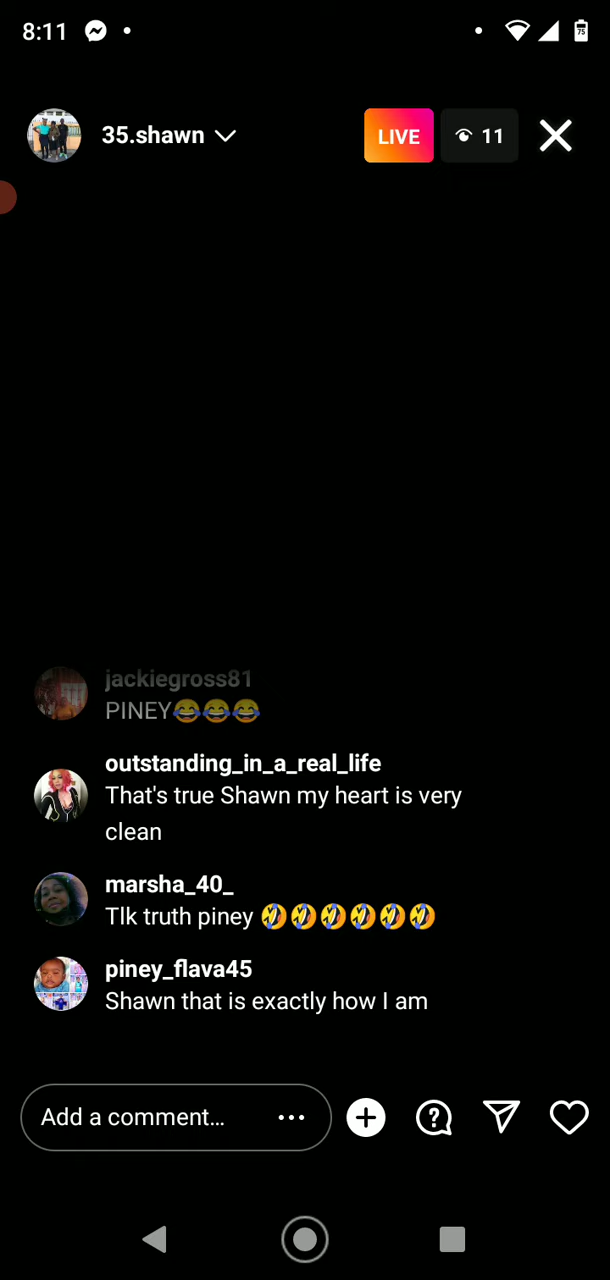 8:11
75
35.shawn
LIVE
11
jackiegross81
PINEY😂😂😂
outstanding_in_a_real_life
That's true Shawn my heart is very
clean
marsha_40_
Tlk truth piney 🤣🤣🤣🤣🤣🤣
piney_flava45
Shawn that is exactly how I am
Add a comment...